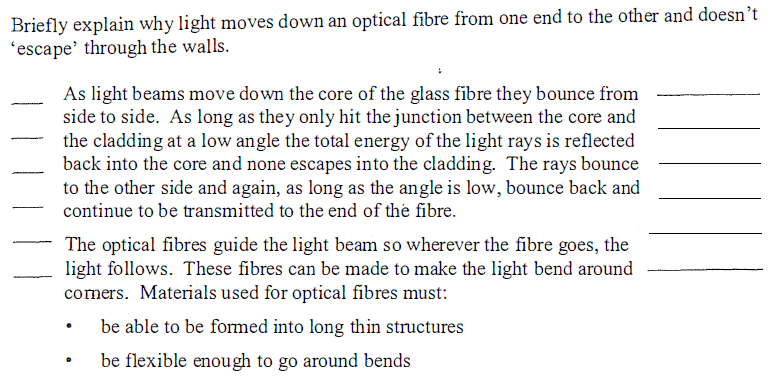 Briefly explain why light moves down an optical fibre from one end to the other and doesn't
'escape' through the walls.
As light beams move down the core of the glass fibre they bounce from
side to side. As long as they only hit the junction between the core and
the cladding at a low angle the total energy of the light rays is reflected
back into the core and none escapes into the cladding. The rays bounce
to the other side and again, as long as the angle is low, bounce back and
continue to be transmitted to the end of the fibre.
The optical fibres guide the light beam so wherever the fibre goes, the
light follows. These fibres can be made to make the light bend around
corners. Materials used for optical fibres must:
• be able to be formed into long thin structures
• be flexible enough to go around bends